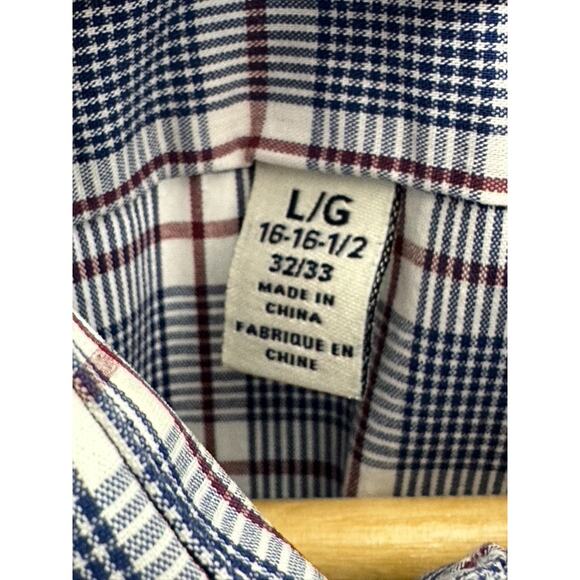 L/G
16-16-1/2
32/33
MADE IN
CHINA
FABRIQUE EN
CHINE